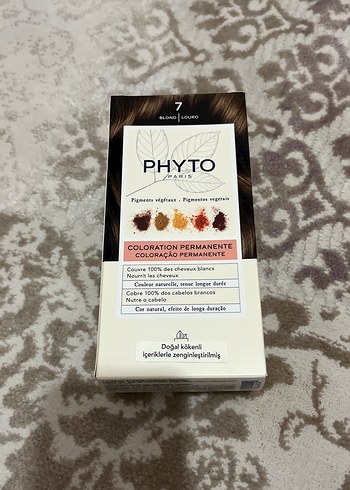 7
BLOND | LOURO
PHYTO
PARIS
Pigments végétaux . Pigmentos vegetais
COLORATION PERMANENTE
COLORAÇÃO PERMANENTE
Couvre 100% des cheveux blancs
Nourrit les cheveux
Couleur naturelle, tenue longue durée
Cobre 100% dos cabelos brancos
Nutre o cabelo
Cor natural, efeito de longa duração
Doğal kökenli
içeriklerle zenginleştirilmiş